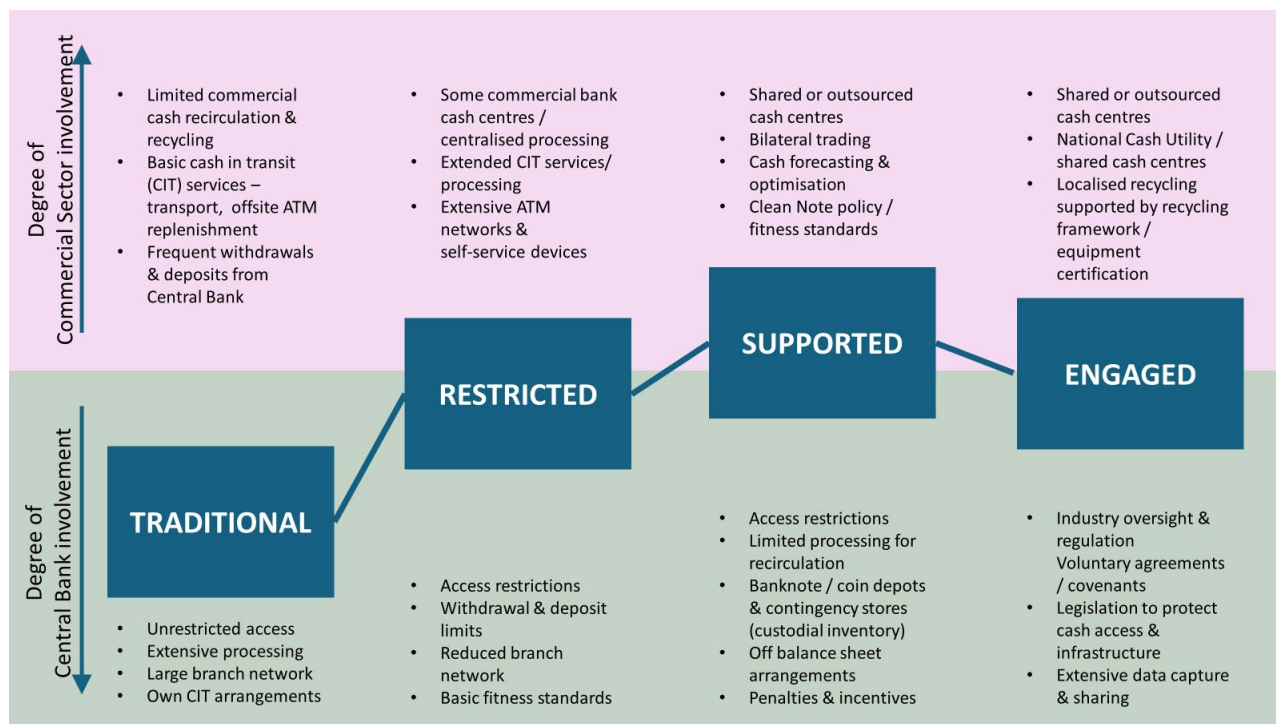 Degree of
Commercial Sector involvement
• Limited commercial
cash recirculation &
recycling
• Basic cash in transit
(CIT) services –
transport, offsite ATM
replenishment
• Frequent withdrawals
& deposits from
Central Bank
• Some commercial bank
cash centres /
centralised processing
• Extended CIT services/
processing
• Extensive ATM
networks &
self-service devices
• Shared or outsourced
cash centres
• Bilateral trading
• Cash forecasting &
optimisation
• Clean Note policy /
fitness standards
• Shared or outsourced
cash centres
• National Cash Utility /
shared cash centres
• Localised recycling
supported by recycling
framework /
equipment
certification
TRADITIONAL
RESTRICTED
SUPPORTED
ENGAGED
Degree of
Central Bank involvement
• Unrestricted access
• Extensive processing
• Large branch network
• Own CIT arrangements
• Access restrictions
• Withdrawal & deposit
limits
• Reduced branch
network
• Basic fitness standards
• Access restrictions
• Limited processing for
recirculation
• Banknote / coin depots
& contingency stores
(custodial inventory)
• Off balance sheet
arrangements
• Penalties & incentives
• Industry oversight &
regulation
Voluntary agreements
/ covenants
• Legislation to protect
cash access &
infrastructure
• Extensive data capture
& sharing